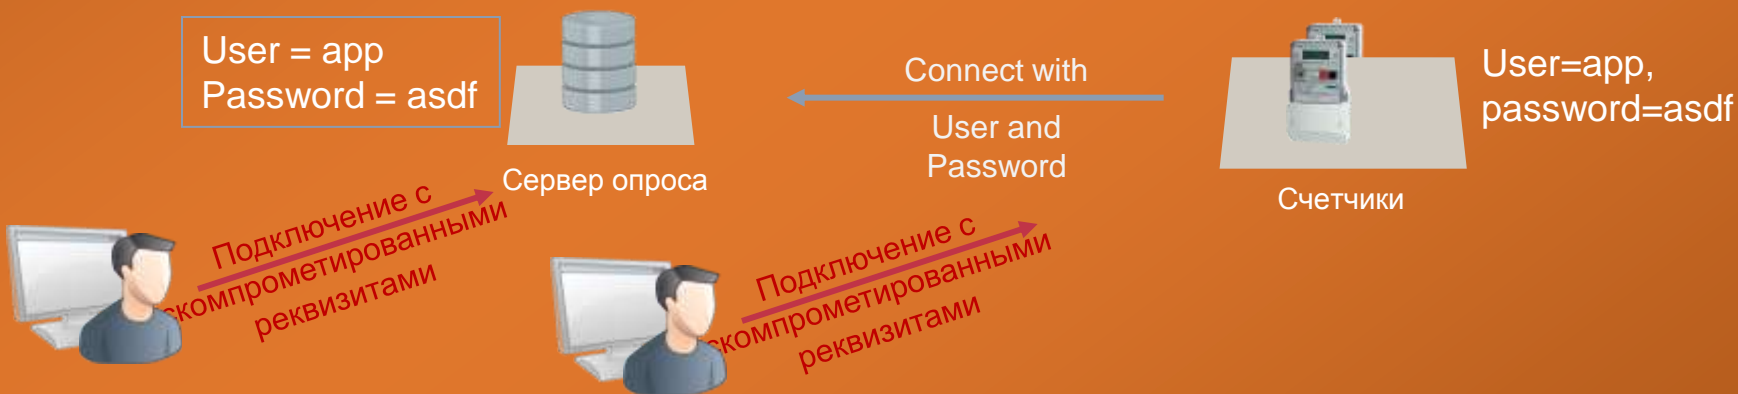 User = app
Password = asdf
Сервер опроса
Connect with
User and
Password
User=app,
password=asdf
Счетчики
Подключение с
скомпрометированными
реквизитами
Подключение с
скомпрометированными
реквизитами